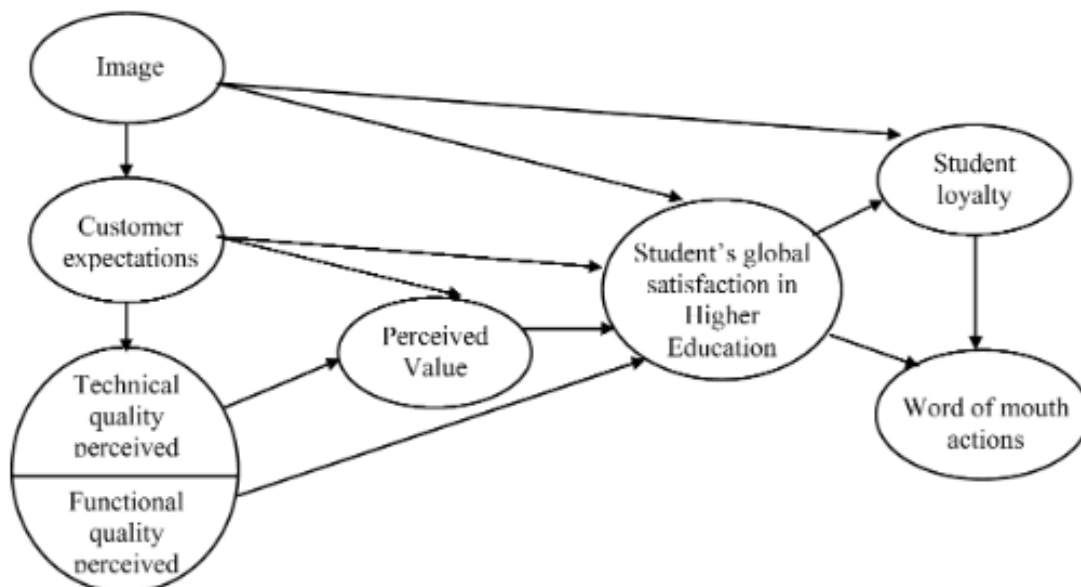 Image
Student
loyalty
Customer
expectations
Student's global
satisfaction in
Higher
Education
Perceived
Value
Technical
quality
perceived
Word of mouth
actions
Functional
quality
perceived